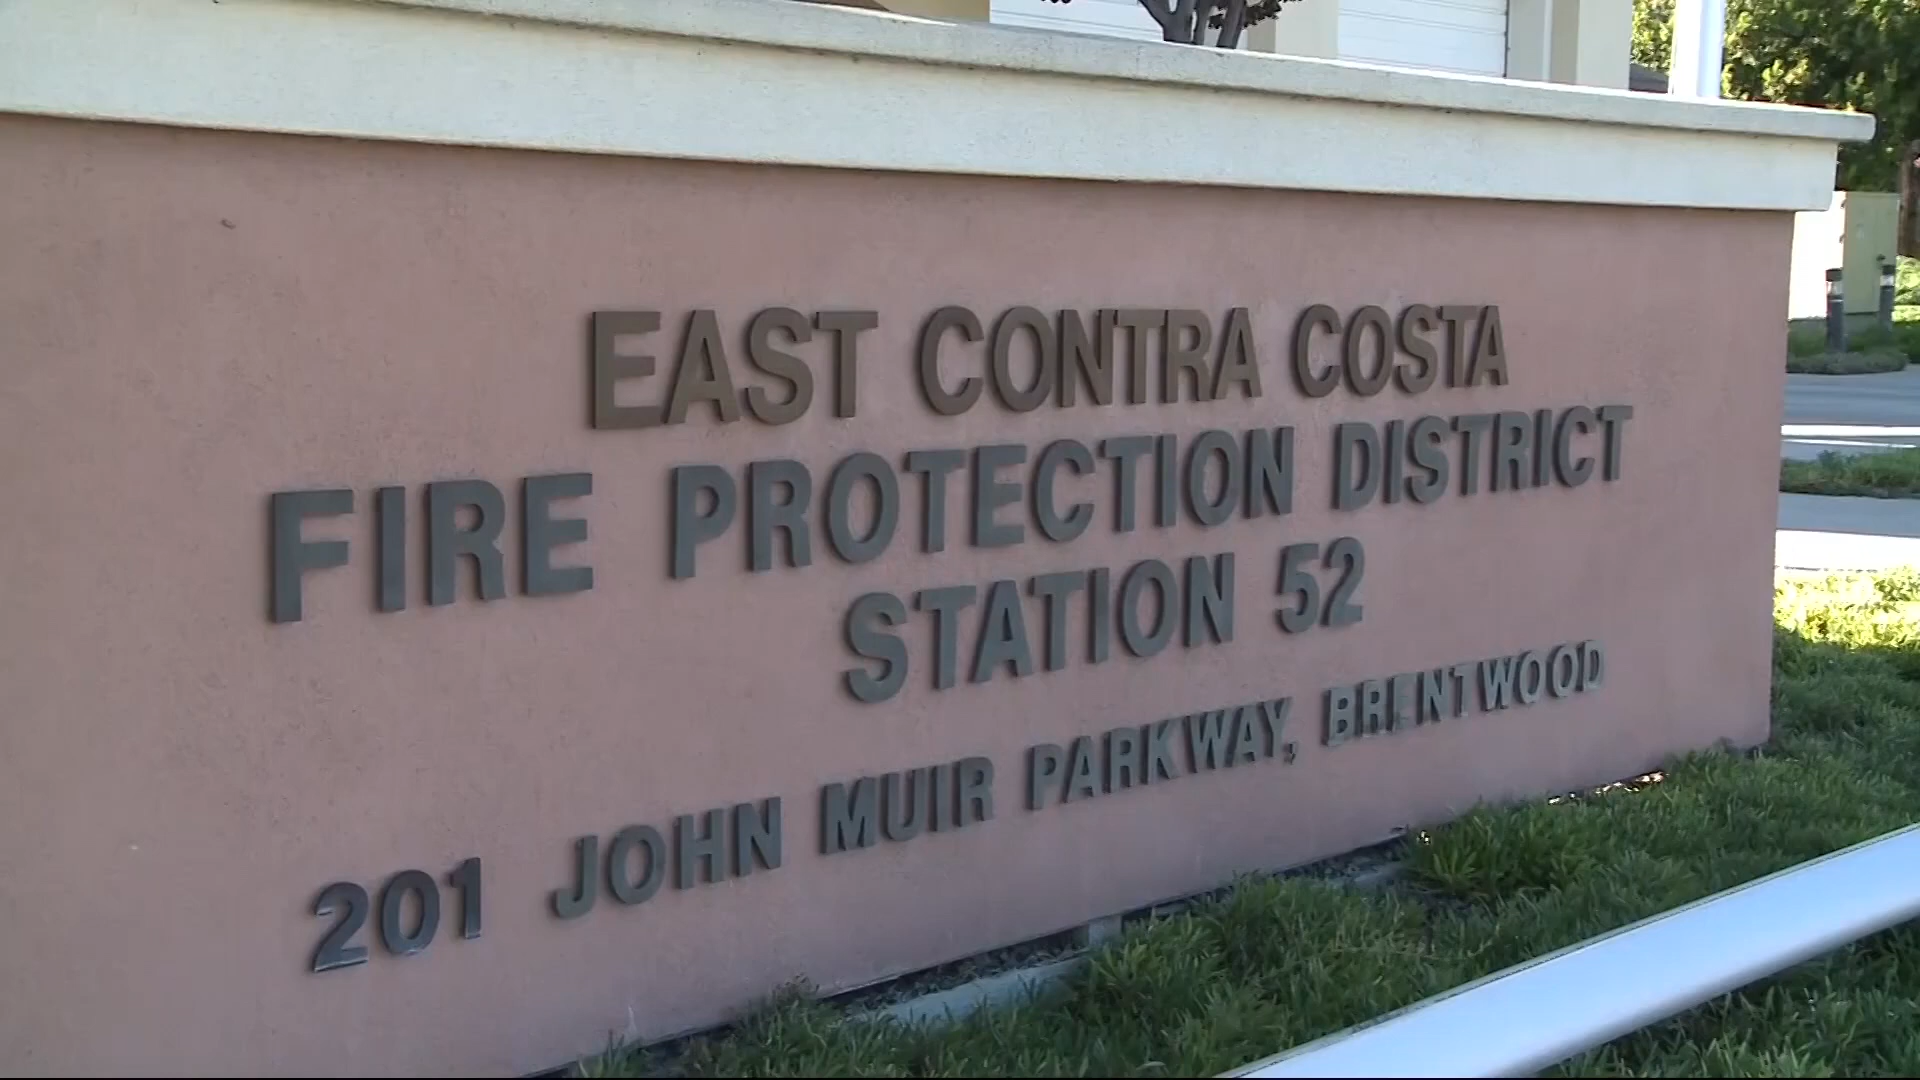 EAST CONTRA COSTA
FIRE PROTECTION DISTRICT
STATION 52
201 JOHN MUIR PARKWAY, BRENTWOOD